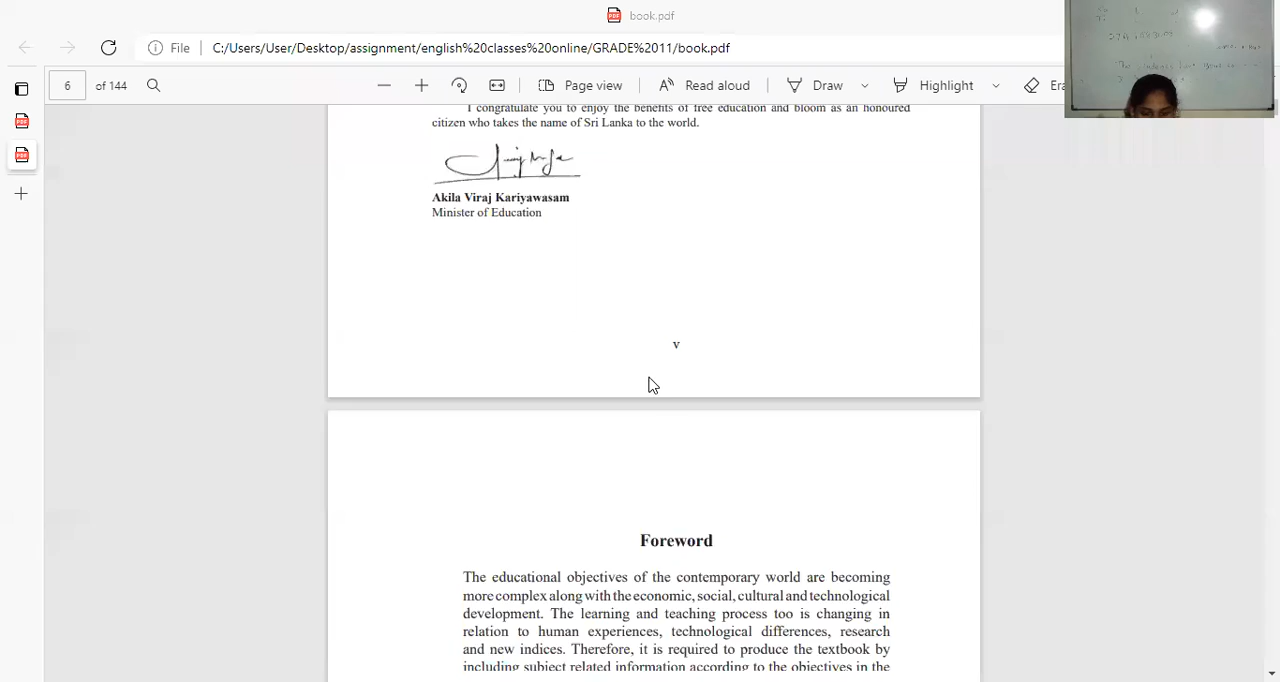 book.pdf
File
C:/Users/User/Desktop/assignment/english%20classes%20online/GRADE%2011/book.pdf
6 of 144
Page view
Read aloud
Draw
Highlight
Era
I congratulate you to enjoy the benefits of free education and bloom as an honoured
citizen who takes the name of Sri Lanka to the world.
Akila Viraj Kariyawasam
Minister of Education
v
Foreword
The educational objectives of the contemporary world are becoming
more complex along with the economic, social, cultural and technological
development. The learning and teaching process too is changing in
relation to human experiences, technological differences, research
and new indices. Therefore, it is required to produce the textbook by
including subject related information according to the objectives in the